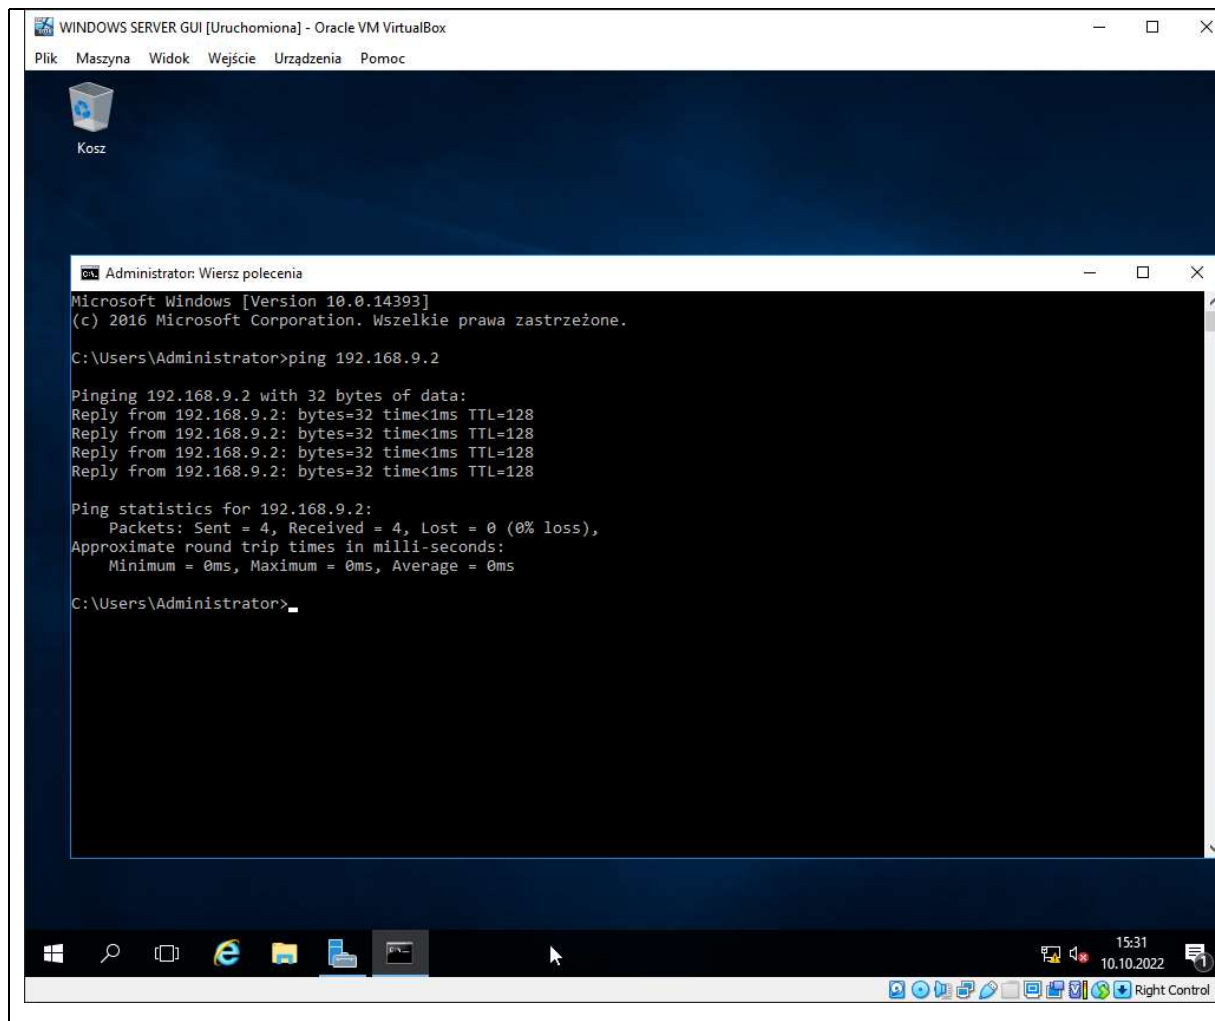 WINDOWS SERVER GUI [Uruchomiona] - Oracle VM VirtualBox
Plik Maszyna Widok Wejście Urządzenia Pomoc
Kosz
Administrator: Wiersz polecenia
Microsoft Windows [Version 10.0.14393]
(c) 2016 Microsoft Corporation. Wszelkie prawa zastrzeżone.
C:\Users\Administrator>ping 192.168.9.2
Pinging 192.168.9.2 with 32 bytes of data:
Reply from 192.168.9.2: bytes=32 time<1ms TTL=128
Reply from 192.168.9.2: bytes=32 time<1ms TTL=128
Reply from 192.168.9.2: bytes=32 time<1ms TTL=128
Reply from 192.168.9.2: bytes=32 time<1ms TTL=128
Ping statistics for 192.168.9.2:
Packets: Sent = 4, Received = 4, Lost = 0 (0% loss),
Approximate round trip times in milli-seconds:
Minimum = 0ms, Maximum = 0ms, Average = 0ms
C:\Users\Administrator>
15:31
10.10.2022
1
Right Control